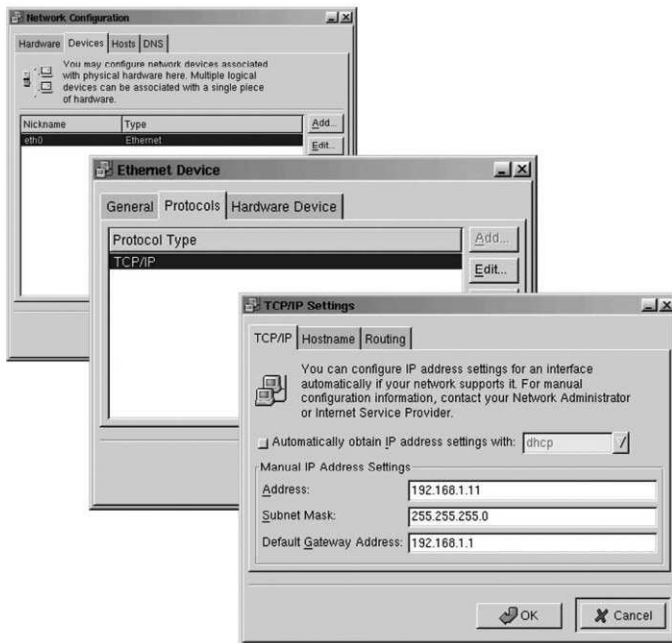 Network Configuration
Hardware Devices Hosts DNS
You may configure network devices associated
with physical hardware here. Multiple logical
devices can be associated with a single piece
of hardware.
Nickname Type
eth0 Ethernet
Add...
Edit...
Ethernet Device
General Protocols Hardware Device
Protocol Type
TCP/IP
Add...
Edit...
TCP/IP Settings
TCP/IP Hostname Routing
You can configure IP address settings for an interface
automatically if your network supports it. For manual
configuration information, contact your Network Administrator
or Internet Service Provider.
Automatically obtain IP address settings with: dhcp
Manual IP Address Settings
Address: 192.168.1.11
Subnet Mask: 255.255.255.0
Default Gateway Address: 192.168.1.1
OK Cancel